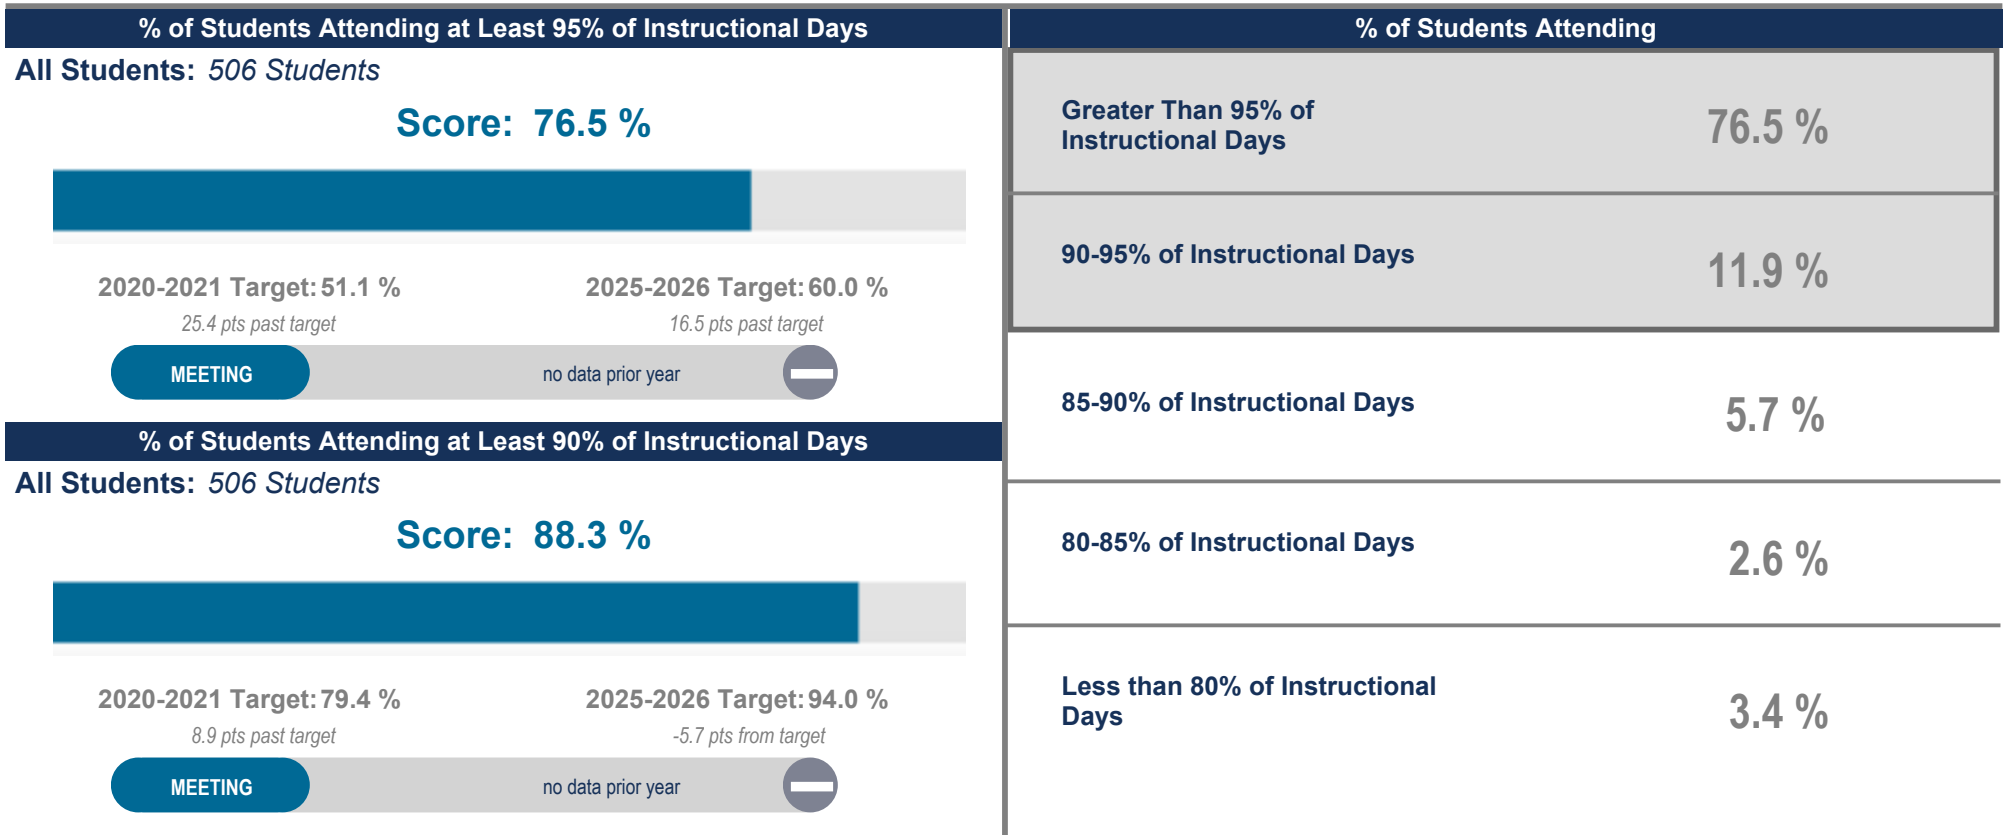 % of Students Attending at Least 95% of Instructional Days
All Students: 506 Students
Score: 76.5 %
2020-2021 Target: 51.1 %
25.4 pts past target
2025-2026 Target: 60.0 %
16.5 pts past target
MEETING
no data prior year
% of Students Attending at Least 90% of Instructional Days
All Students: 506 Students
Score: 88.3 %
2020-2021 Target: 79.4 %
8.9 pts past target
2025-2026 Target: 94.0 %
-5.7 pts from target
MEETING
no data prior year
% of Students Attending
Greater Than 95% of
Instructional Days
76.5 %
90-95% of Instructional Days
11.9 %
85-90% of Instructional Days
5.7 %
80-85% of Instructional Days
2.6 %
Less than 80% of Instructional
Days
3.4 %